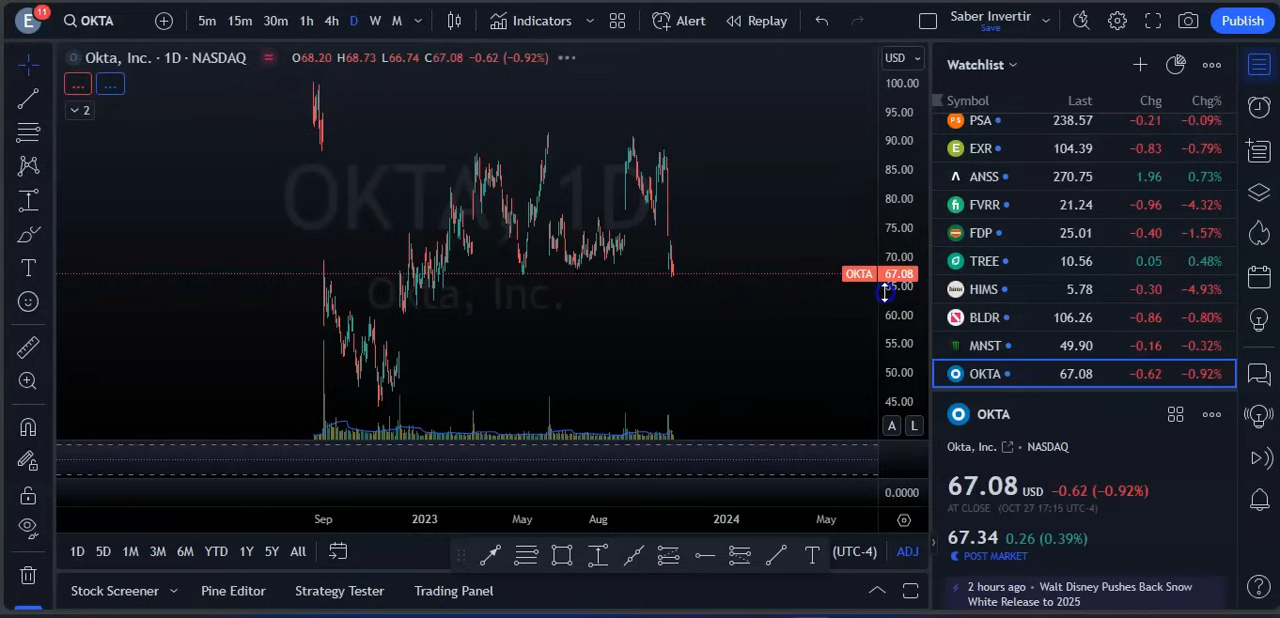 E 11 OKTA 5m 15m 30m 1h 4h D W M Indicators Alert Replay Saber Invertir Save Publish
Okta, Inc. · 1D · NASDAQ O68.20 H68.73 L66.74 C67.08 −0.62 (−0.92%)
... ...
2
OKTA, 1D
Okta, Inc.
USD
100.00
95.00
90.00
85.00
80.00
75.00
70.00
OKTA 67.08
65.00
60.00
55.00
50.00
45.00
A L
0.0000
Sep 2023 May Aug 2024 May
1D 5D 1M 3M 6M YTD 1Y 5Y All T (UTC-4) ADJ
Stock Screener Pine Editor Strategy Tester Trading Panel
Watchlist
Symbol Last Chg Chg%
PSA 238.57 −0.21 −0.09%
EXR 104.39 −0.83 −0.79%
ANSS 270.75 1.96 0.73%
FVRR 21.24 −0.96 −4.32%
FDP 25.01 −0.40 −1.57%
TREE 10.56 0.05 0.48%
hims HIMS 5.78 −0.30 −4.93%
BLDR 106.26 −0.86 −0.80%
MNST 49.90 −0.16 −0.32%
OKTA 67.08 −0.62 −0.92%
OKTA
Okta, Inc. · NASDAQ
67.08 USD −0.62 (−0.92%)
AT CLOSE (OCT 27 17:15 UTC-4)
67.34 0.26 (0.39%)
POST MARKET
2 hours ago · Walt Disney Pushes Back Snow
White Release to 2025